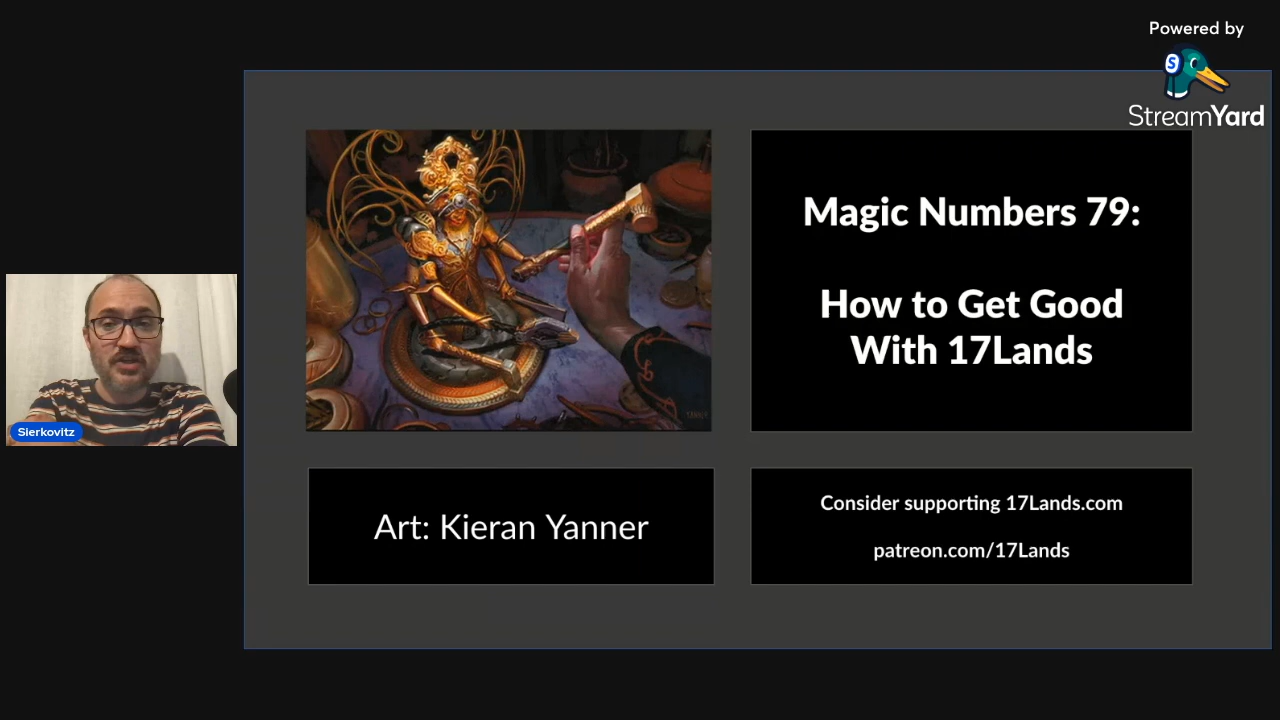 Powered by
S
StreamYard
Magic Numbers 79:
How to Get Good
With 17Lands
Sierkovitz
Art: Kieran Yanner
Consider supporting 17Lands.com
patreon.com/17Lands